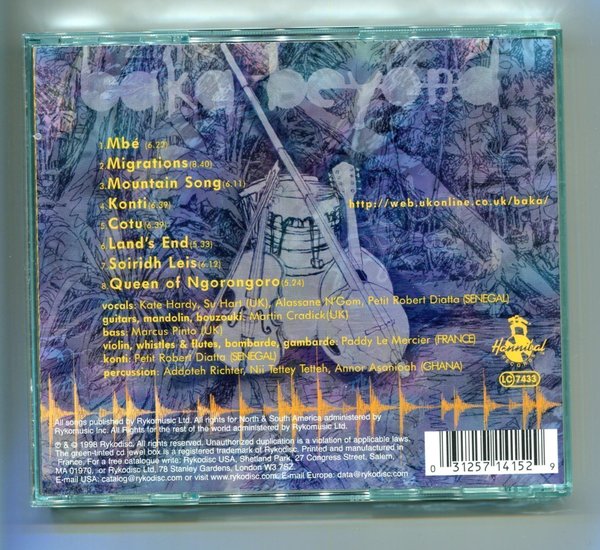 baka beyond
1. Mbé (6.22)
2. Migrations (8.40)
3. Mountain Song (6.11)
4. Konti (6.39)
5. Cotu (6.39)
6. Land's End (5.33)
7. Soiridh Leis (6.12)
8. Queen of Ngorongoro (6.24)
http://web.ukonline.co.uk/baka/
vocals: Kate Hardy, Su Hart (UK), Alassane N'Gom, Petit Robert Diatta (SENEGAL)
guitars, mandolin, bouzouki: Martin Cradick (UK)
bass: Marcus Pinto (UK)
violin, whistles & flutes, bombarde, gambarde: Paddy Le Mercier (FRANCE)
konti: Petit Robert Diatta (SENEGAL)
percussion: Addoteh Richter, Nii Tettey Tetteh, Annor Asanioah (GHANA)
Hannibal
LC 7433
All songs published by Rykomusic Ltd. All rights for North & South America administered by
Rykomusic Inc. All Rights for the rest of the world administered by Rykomusic Ltd.
℗ & © 1998 Rykodisc. All rights reserved. Unauthorized duplication is a violation of applicable laws.
The green-tinted cd jewel box is a registered trademark of Rykodisc. Printed and manufactured in
France. For a free catalogue write: Rykodisc USA, Shetland Park, 27 Congress Street, Salem,
MA 01970, .or Rykodisc Ltd, 78 Stanley Gardens, London W3 7SZ.
E-mail USA: catalog@rykodisc.com or visit www.rykodisc.com. E-mail Europe: data@rykodisc.com
0 31257 14152 9